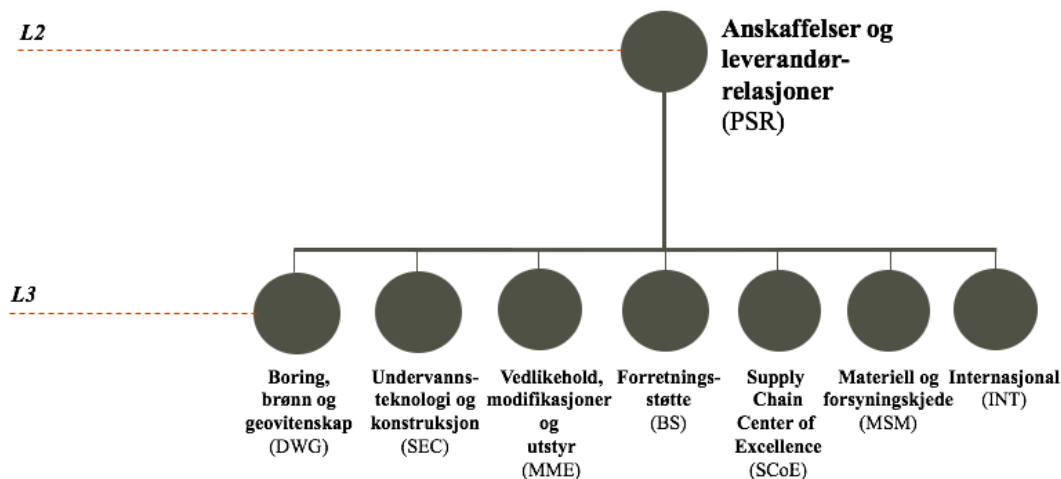 L2
Anskaffelser og
leverandør-
relasjoner
(PSR)
L3
Boring,
brønn og
geovitenskap
(DWG)
Undervanns-
teknologi og
konstruksjon
(SEC)
Vedlikehold,
modifikasjoner
og
utstyr
(MME)
Forretnings-
støtte
(BS)
Supply
Chain
Center of
Excellence
(SCoE)
Materiell og
forsyningskjede
(MSM)
Internasjonal
(INT)